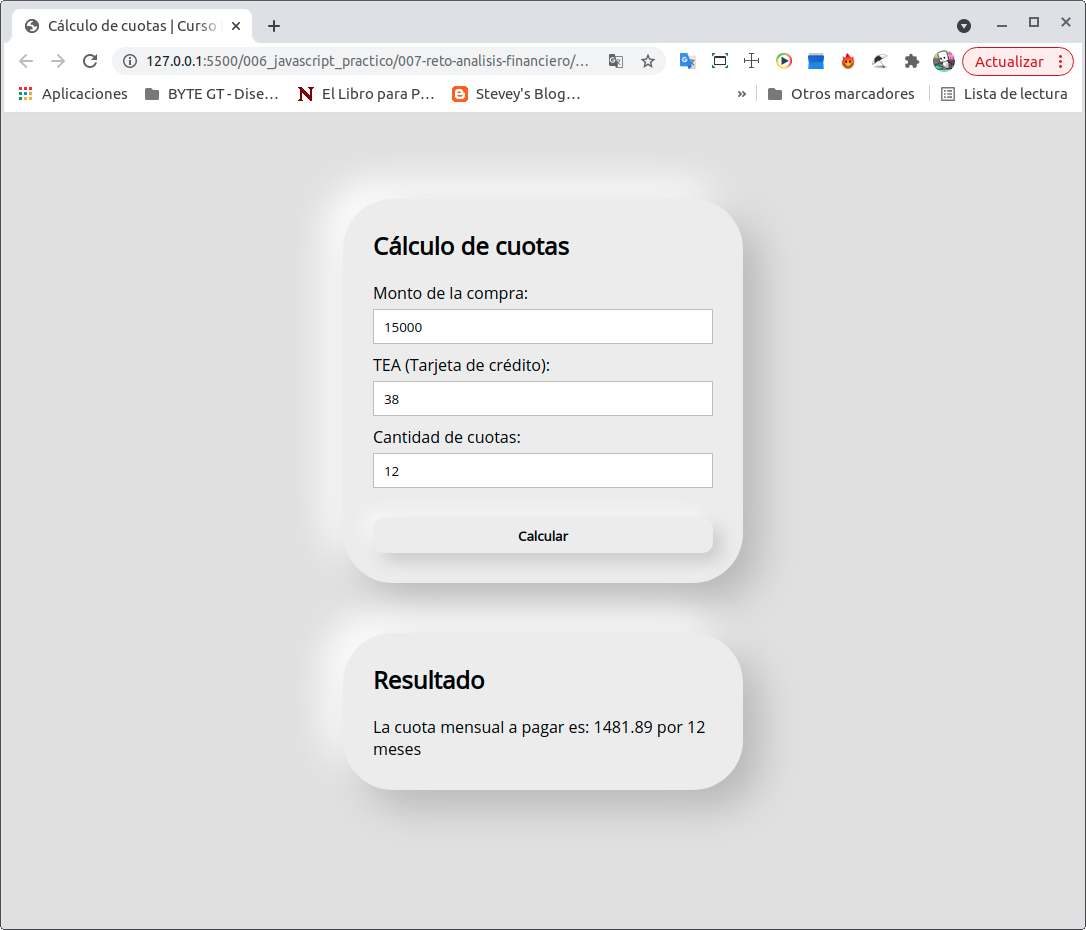 Cálculo de cuotas | Curso
127.0.0.1:5500/006_javascript_practico/007-reto-analisis-financiero/...
Actualizar
Aplicaciones
BYTE GT - Dise...
N
El Libro para P...
Stevey's Blog...
»
Otros marcadores
Lista de lectura
Cálculo de cuotas
Monto de la compra:
15000
TEA (Tarjeta de crédito):
38
Cantidad de cuotas:
12
Calcular
Resultado
La cuota mensual a pagar es: 1481.89 por 12
meses